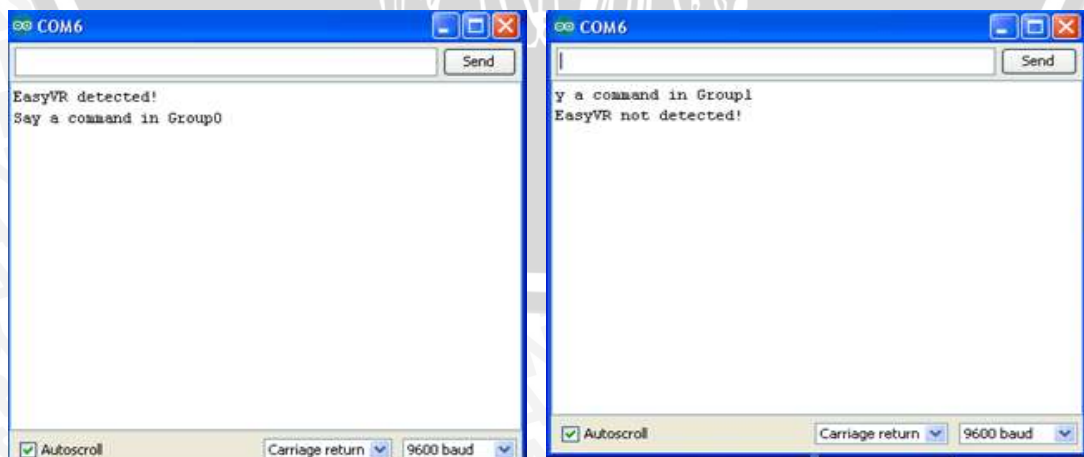 COM6
Send
EasyVR detected!
Say a command in Group0
Autoscroll
Carriage return
9600 baud
COM6
Send
y a command in Group1
EasyVR not detected!
Autoscroll
Carriage return
9600 baud